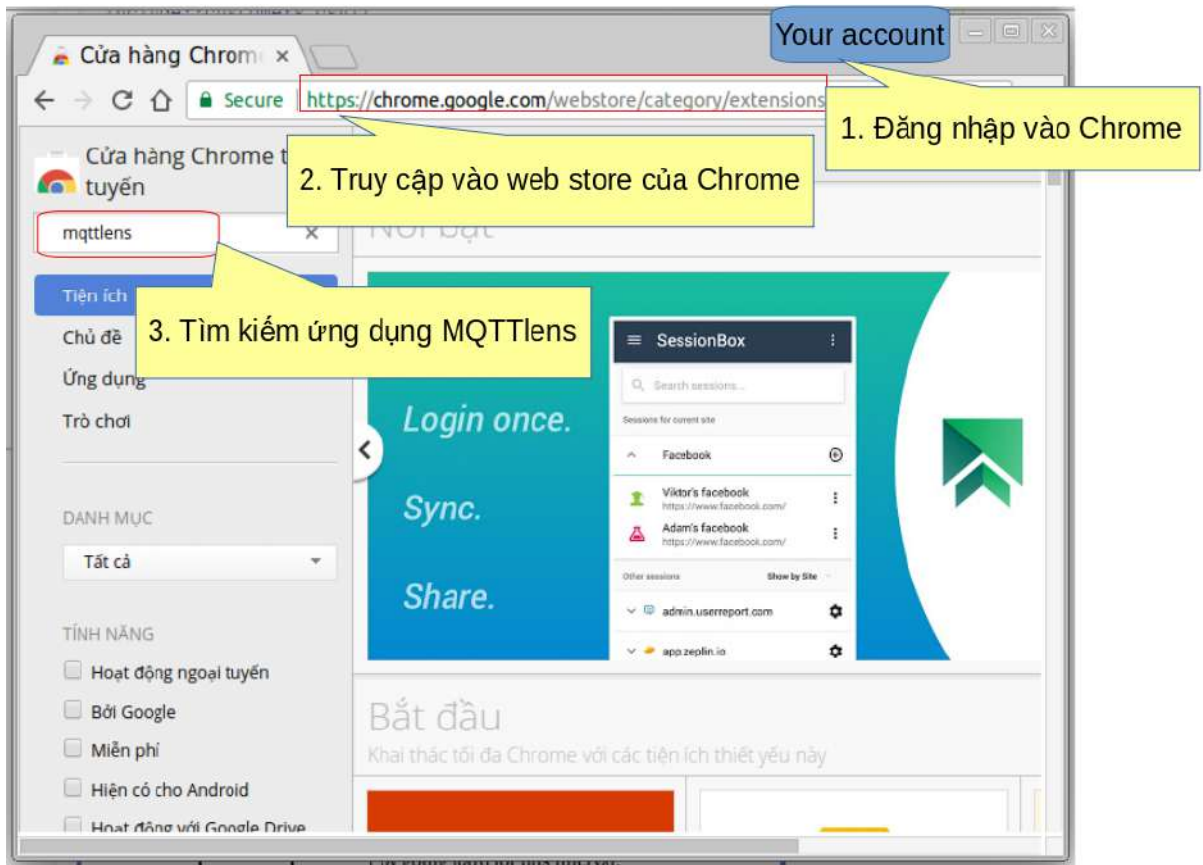 Your account
Cửa hàng Chrom
Secure
https://chrome.google.com/webstore/category/extensions
1. Đăng nhập vào Chrome
Cửa hàng Chrome t
tuyến
2. Truy cập vào web store của Chrome
mqttlens
Nổi bật
Tiện ích
3. Tìm kiếm ứng dụng MQTTlens
Chủ đề
Ứng dụng
Trò chơi
DANH MỤC
Tất cả
TÍNH NĂNG
Hoạt động ngoại tuyến
Bởi Google
Miễn phí
Hiện có cho Android
Hoạt động với Google Drive
Login once.
Sync.
Share.
SessionBox
Search sessions...
Sessions for current site
Facebook
Viktor's facebook
https://www.facebook.com/
Adam's facebook
https://www.facebook.com/
Other sessions Show by Site
admin.userreport.com
app.zeplin.io
Bắt đầu
Khai thác tối đa Chrome với các tiện ích thiết yếu này